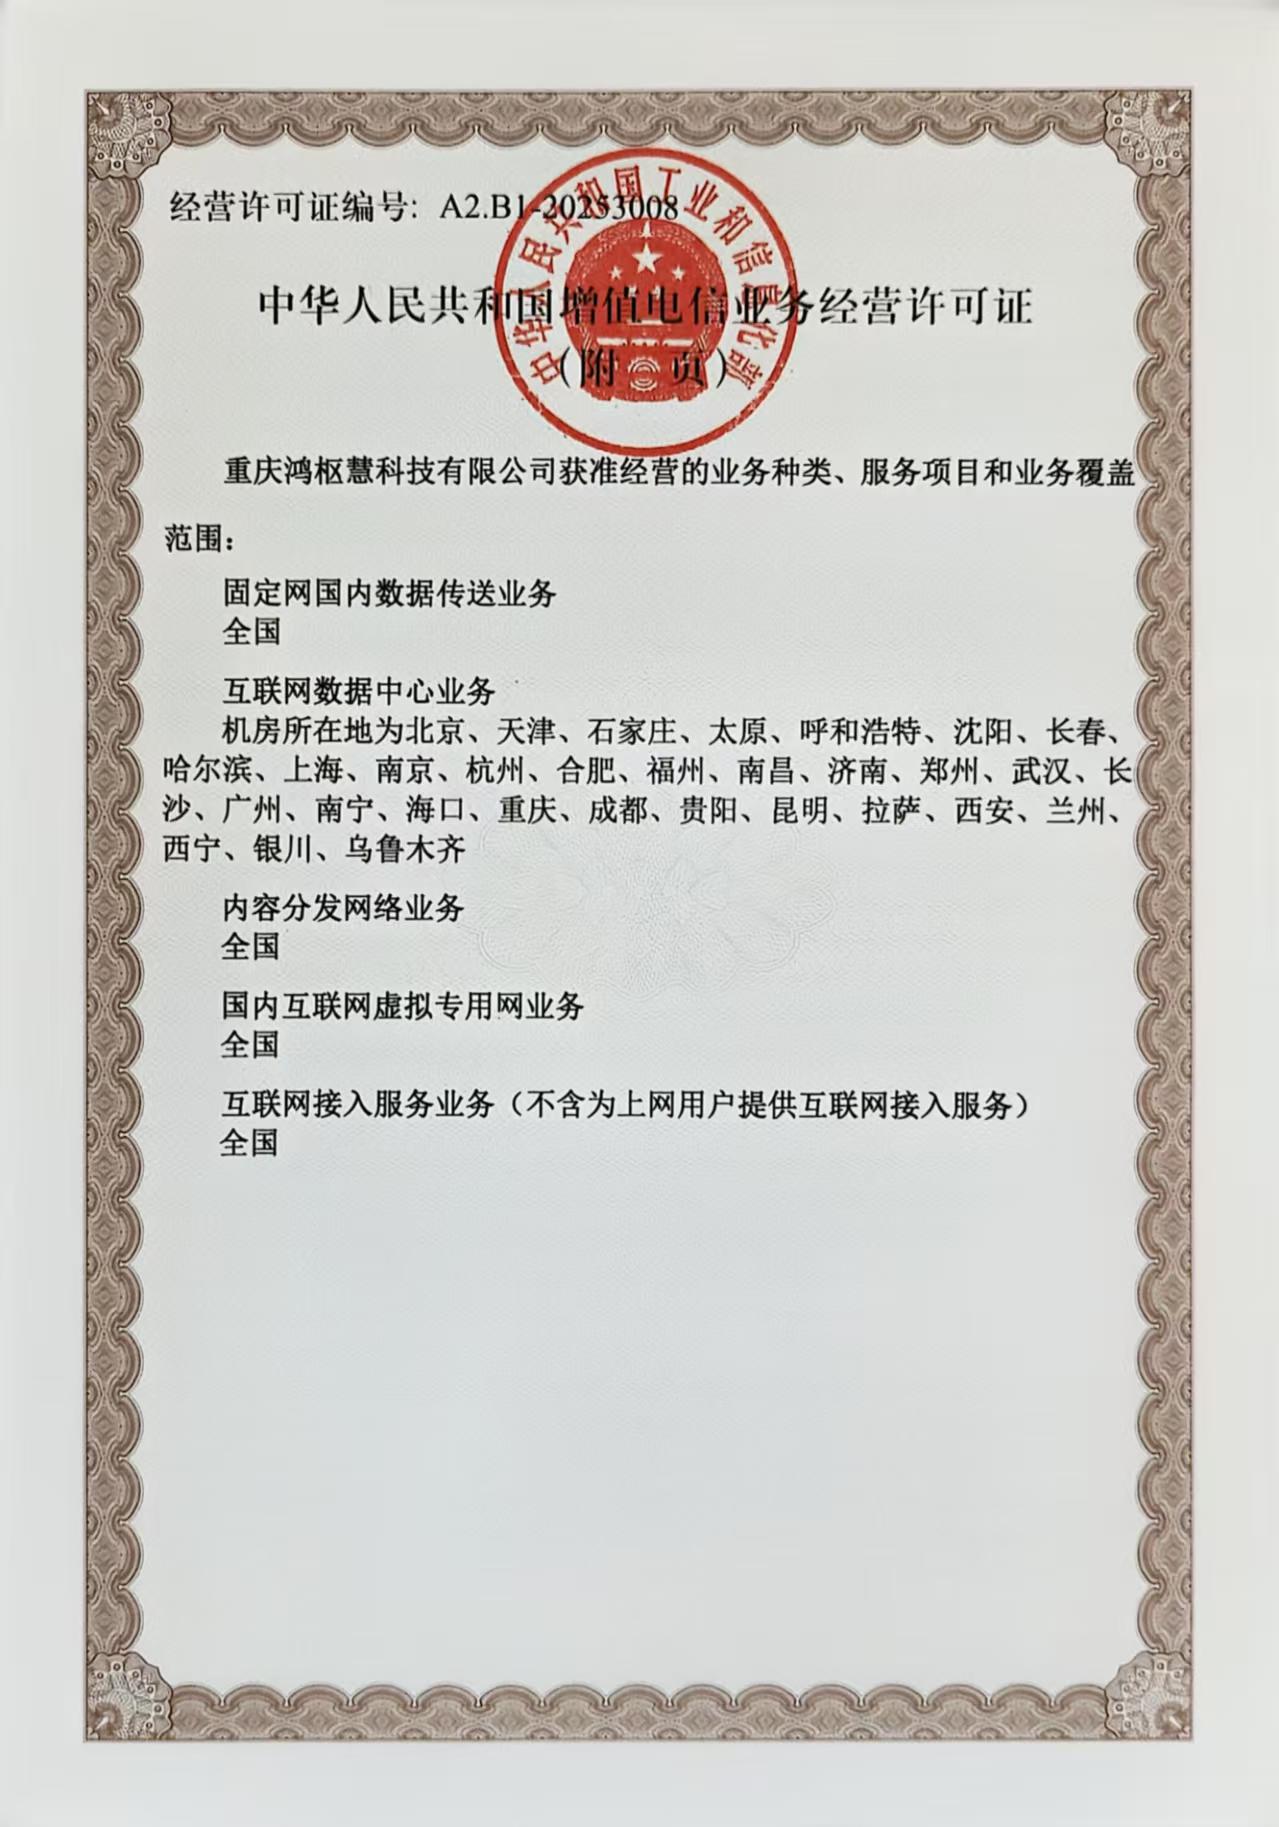 经营许可证编号: A2.B1-20253008
中华人民共和国工业和信息化部
中华人民共和国增值电信业务经营许可证
（附 页）
重庆鸿枢慧科技有限公司获准经营的业务种类、服务项目和业务覆盖
范围：
固定网国内数据传送业务
全国
互联网数据中心业务
机房所在地为北京、天津、石家庄、太原、呼和浩特、沈阳、长春、
哈尔滨、上海、南京、杭州、合肥、福州、南昌、济南、郑州、武汉、长
沙、广州、南宁、海口、重庆、成都、贵阳、昆明、拉萨、西安、兰州、
西宁、银川、乌鲁木齐
内容分发网络业务
全国
国内互联网虚拟专用网业务
全国
互联网接入服务业务（不含为上网用户提供互联网接入服务）
全国